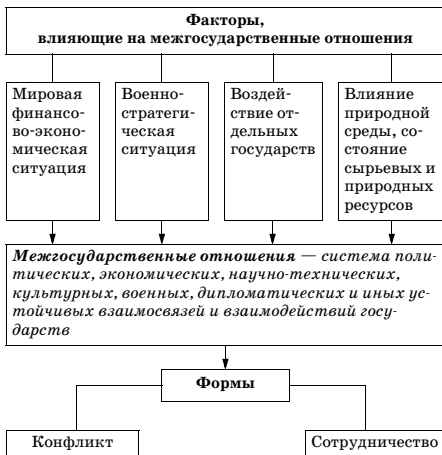 Факторы,
влияющие на межгосударственные отношения
Мировая
финансо-
во-эконо-
мическая
ситуация
Военно-
стратеги-
ческая
ситуация
Воздей-
ствие от-
дельных
государств
Влияние
природной
среды, со-
стояние
сырьевых и
природных
ресурсов
Межгосударственные отношения — система поли-
тических, экономических, научно-технических,
культурных, военных, дипломатических и иных ус-
тойчивых взаимосвязей и взаимодействий госу-
дарств
Формы
Конфликт
Сотрудничество